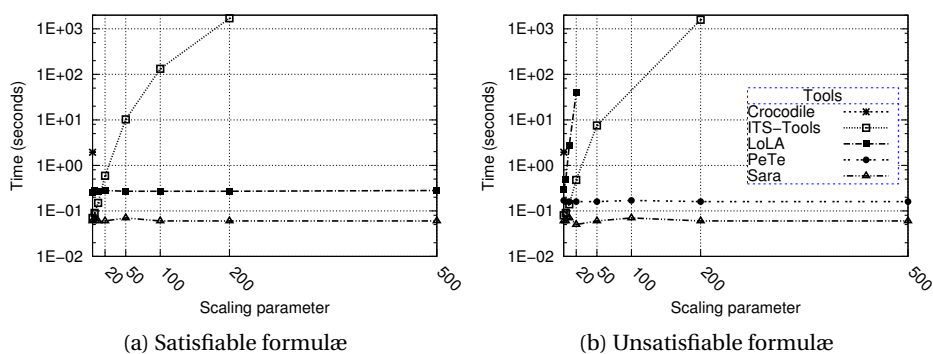 1E+03
1E+02
1E+01
1E+00
1E−01
1E−02
Time (seconds)
20
50
100
200
500
Scaling parameter
(a) Satisfiable formulæ
1E+03
1E+02
1E+01
1E+00
1E−01
1E−02
Time (seconds)
20
50
100
200
500
Scaling parameter
Tools
Crocodile
ITS−Tools
LoLA
PeTe
Sara
(b) Unsatisfiable formulæ